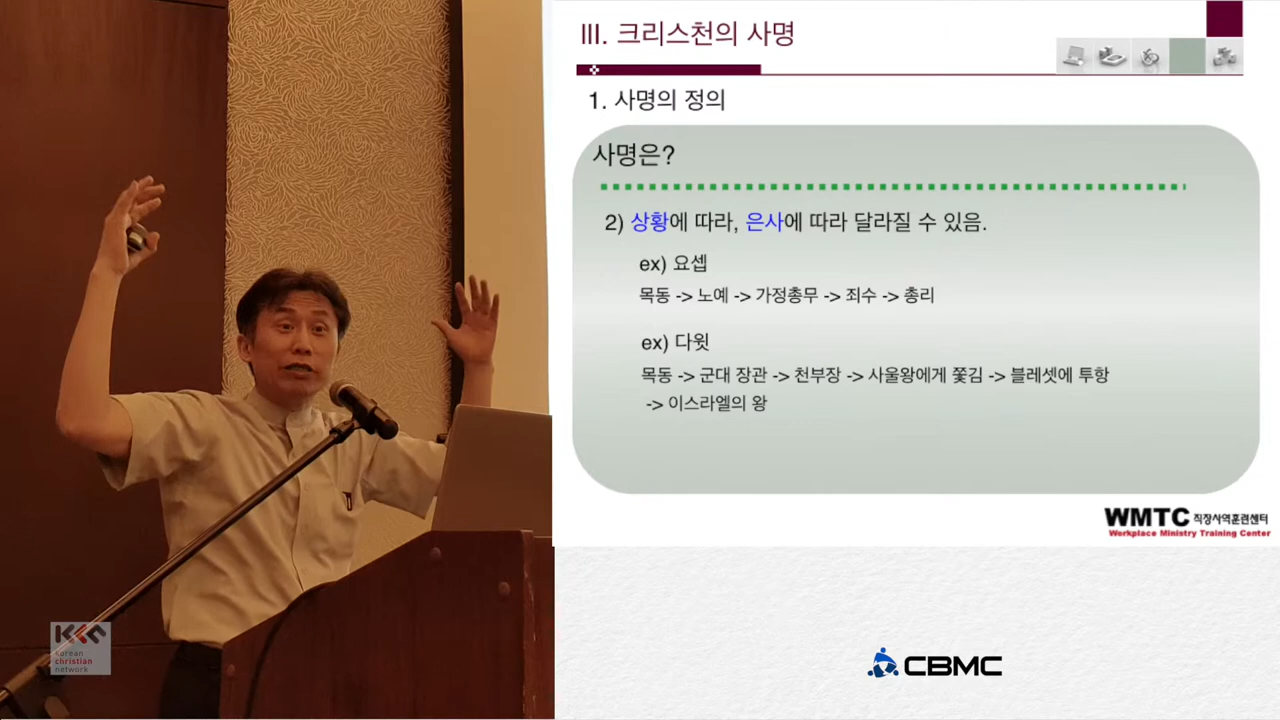 III. 크리스천의 사명
1. 사명의 정의
사명은?
2) 상황에 따라, 은사에 따라 달라질 수 있음.
ex) 요셉
목동 -> 노예 -> 가정총무 -> 죄수 -> 총리
ex) 다윗
목동 -> 군대 장관 -> 천부장 -> 사울왕에게 쫓김 -> 블레셋에 투항
-> 이스라엘의 왕
WMTC 직장사역훈련센터
Workplace Ministry Training Center
KCN
korean
christian
network
CBMC